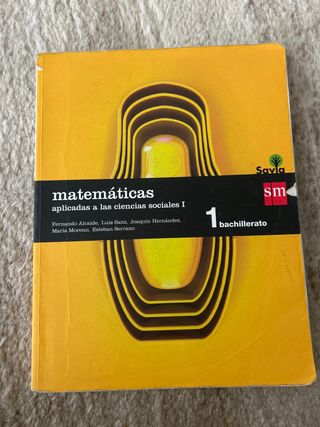 Savia
sm
matemáticas
aplicadas a las ciencias sociales I
Fernando Alcaide, Luis Sanz, Joaquín Hernández,
María Moreno, Esteban Serrano
1 bachillerato